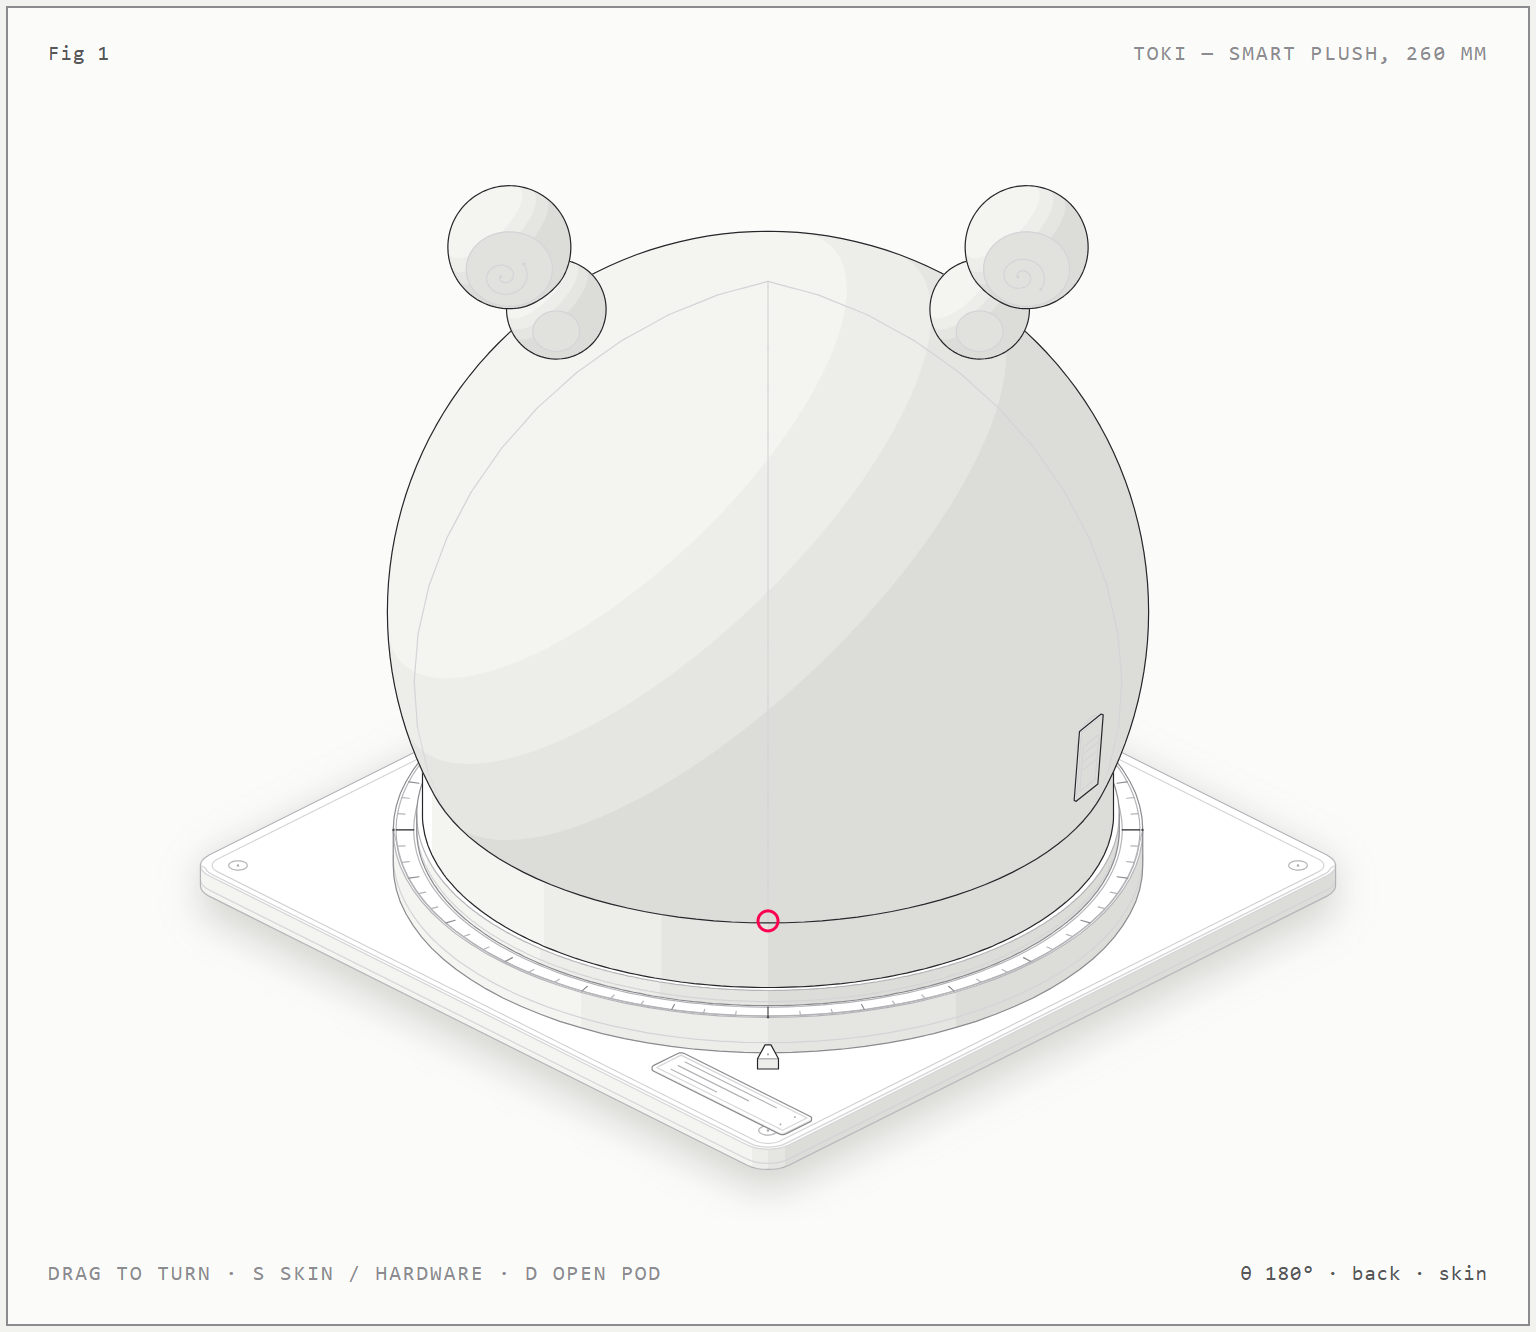 Fig 1
TOKI — SMART PLUSH, 260 MM
DRAG TO TURN · S SKIN / HARDWARE · D OPEN POD
θ 180° · back · skin